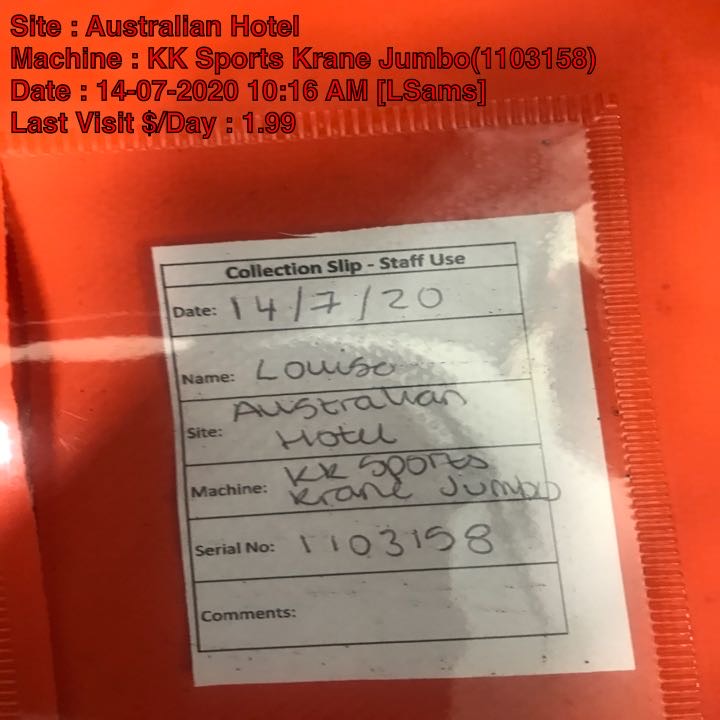 Site : Australian Hotel
Machine : KK Sports Krane Jumbo(1103158)
Date : 14-07-2020 10:16 AM [LSams]
Last Visit $/Day : 1.99
Collection Slip - Staff Use
Date: 14/7/20
Name: Louise
Site: Australian
Hotel
Machine: KK Sports
Krane Jumbo
Serial No: 1103158
Comments: